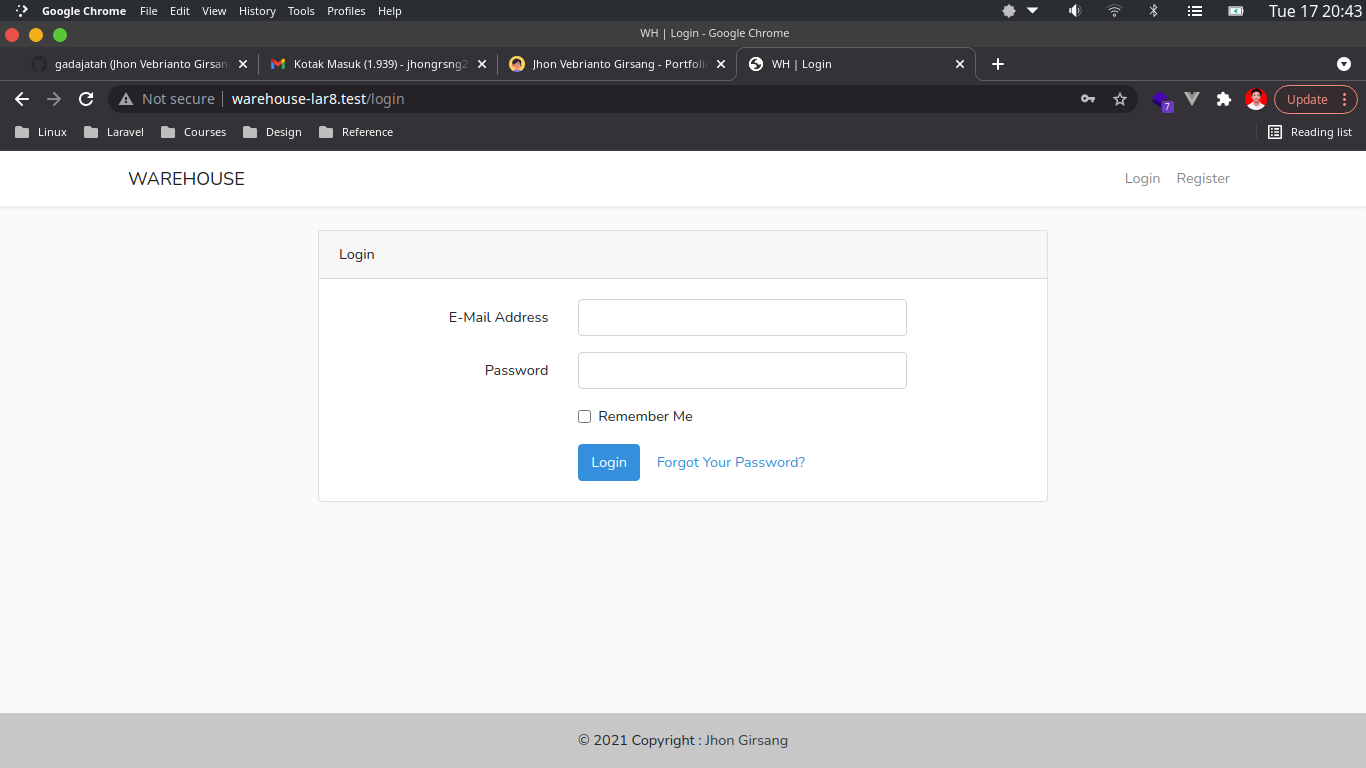 Google Chrome File Edit View History Tools Profiles Help Tue 17 20:43
WH | Login - Google Chrome
gadajatah (Jhon Vebrianto Girsan Kotak Masuk (1.939) - jhongrsng2 Jhon Vebrianto Girsang - Portfoli WH | Login
Not secure warehouse-lar8.test/login 7 Update
Linux Laravel Courses Design Reference Reading list
WAREHOUSE Login Register
Login
E-Mail Address
Password
Remember Me
Login Forgot Your Password?
© 2021 Copyright : Jhon Girsang